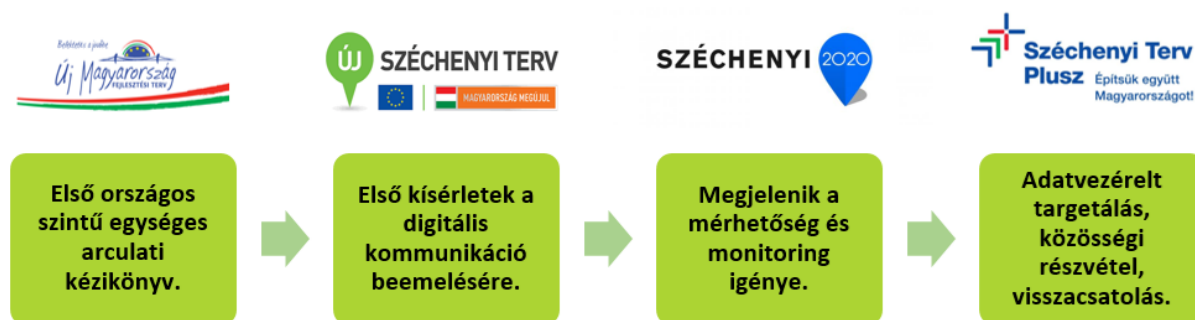 Befektetés a jövőbe
Új Magyarország
FEJLESZTÉSI TERV
ÚJ SZÉCHENYI TERV
MAGYARORSZÁG MEGÚJUL
SZÉCHENYI 2020
Széchenyi Terv
Plusz Építsük együtt
Magyarországot!
Első országos
szintű egységes
arculati
kézikönyv.
Első kísérletek a
digitális
kommunikáció
beemelésére.
Megjelenik a
mérhetőség és
monitoring
igénye.
Adatvezérelt
targetálás,
közösségi
részvétel,
visszacsatolás.